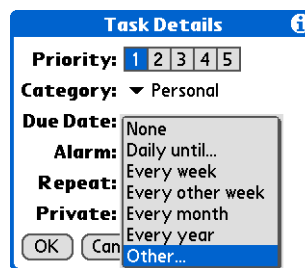 Task Details
Priority: 1 2 3 4 5
Category: Personal
Due Date:
None
Daily until...
Alarm:
Every week
Repeat:
Every other week
Private:
Every month
Every year
OK Can
Other...